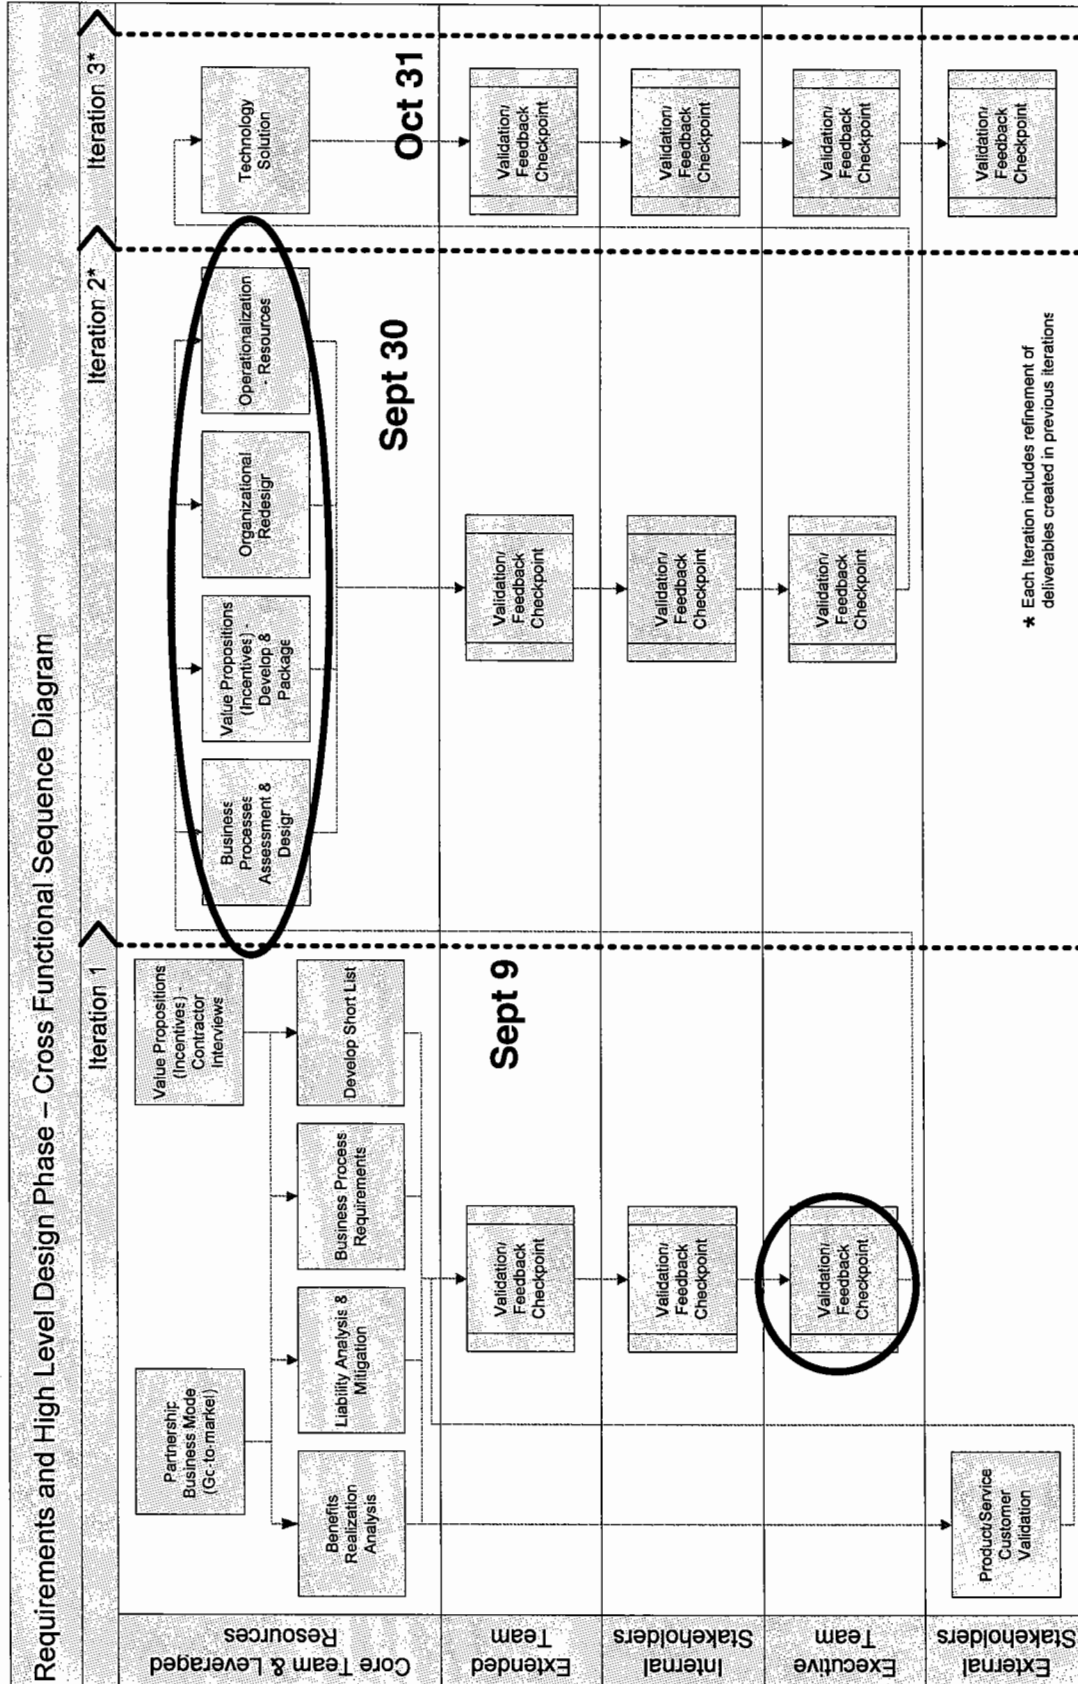 Requirements and High Level Design Phase – Cross Functional Sequence Diagram
Iteration 1
Iteration 2*
Iteration 3*
Core Team & Leveraged
Resources
Partnership
Business Mode
(Gc-to-market)
Value Propositions
(Incentives) -
Contractor
Interviews
Benefits
Realization
Analysis
Liability Analysis &
Mitigation
Business Process
Requirements
Develop Short List
Business
Processes
Assessment &
Design
Value Propositions
(Incentives) -
Develop &
Package
Organizational
Redesign
Operationalization
- Resources
Technology
Solution
Sept 9
Sept 30
Oct 31
Extended
Team
Validation/
Feedback
Checkpoint
Validation/
Feedback
Checkpoint
Validation/
Feedback
Checkpoint
Internal
Stakeholders
Validation/
Feedback
Checkpoint
Validation/
Feedback
Checkpoint
Validation/
Feedback
Checkpoint
Executive
Team
Validation/
Feedback
Checkpoint
Validation/
Feedback
Checkpoint
Validation/
Feedback
Checkpoint
External
Stakeholders
Product/Service
Customer
Validation
* Each Iteration includes refinement of
deliverables created in previous iterations
Validation/
Feedback
Checkpoint